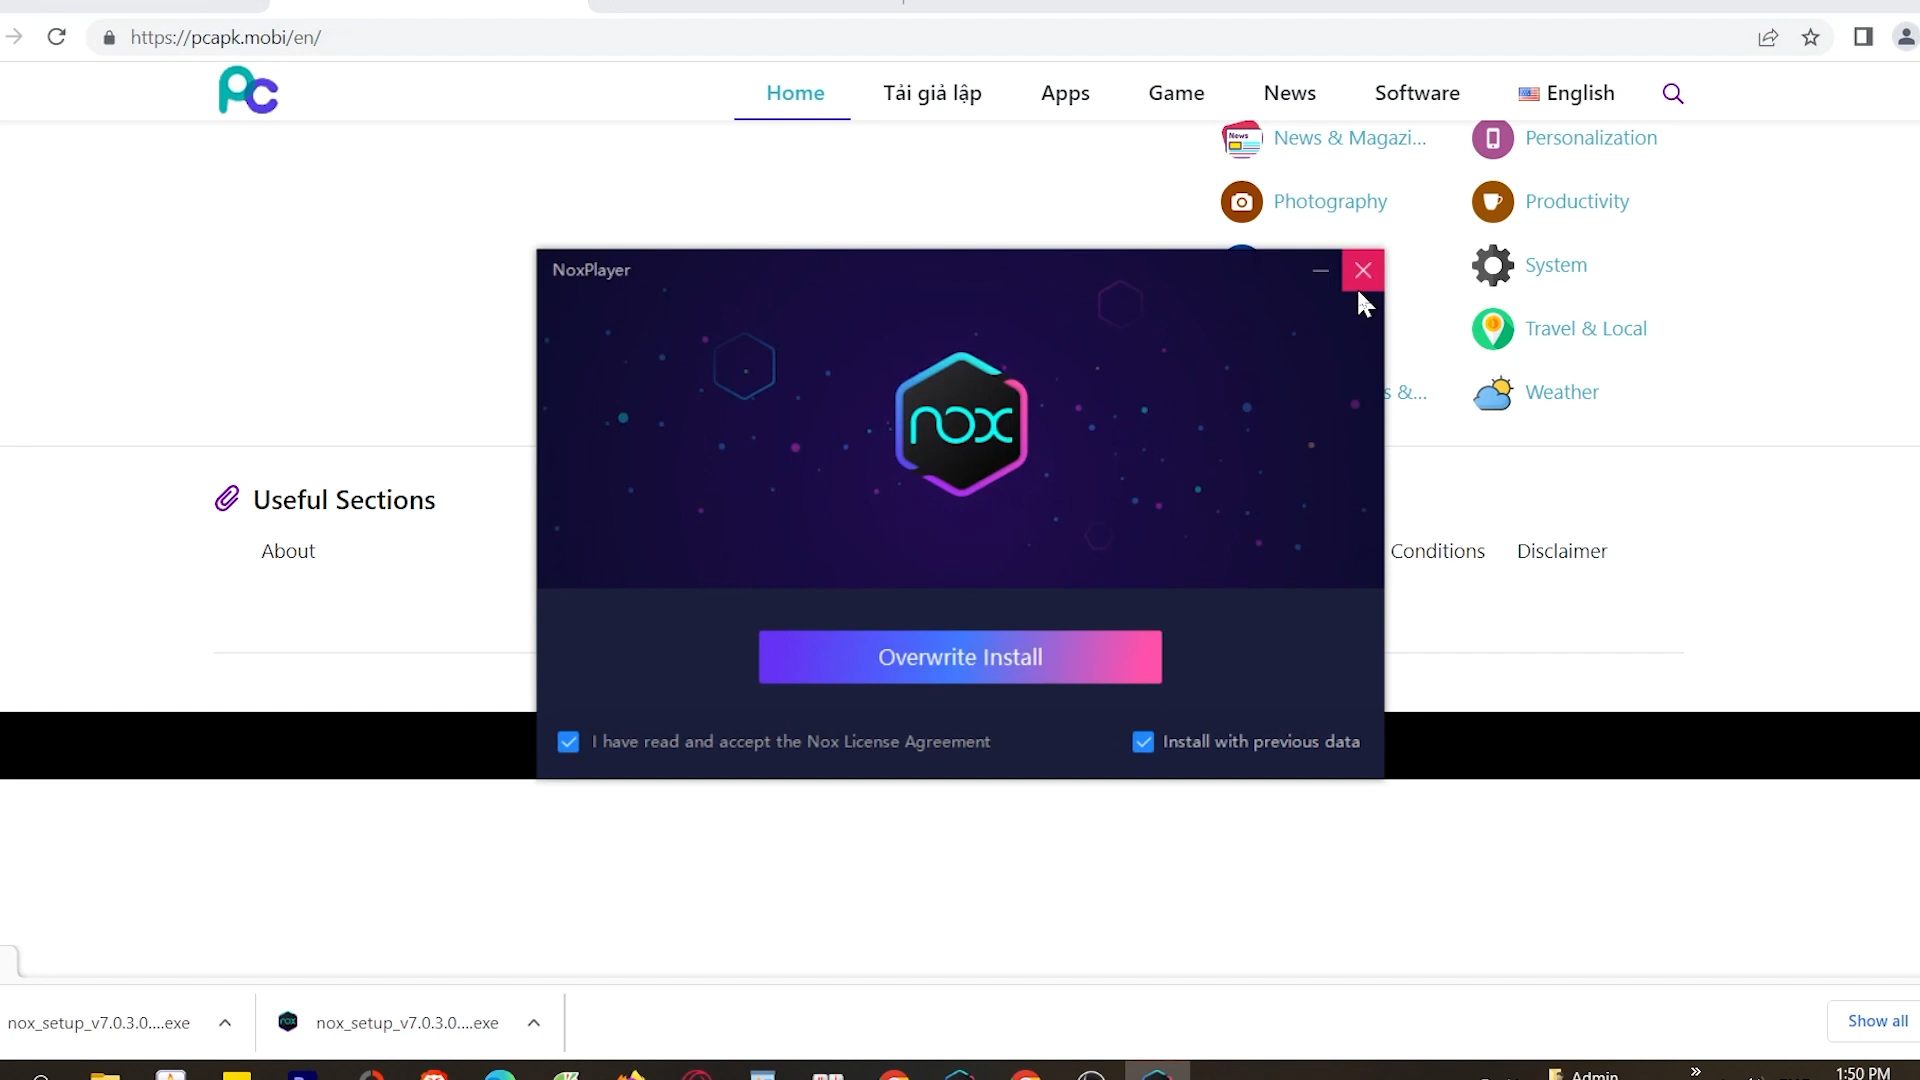 https://pcapk.mobi/en/
Home
Tải giả lập
Apps
Game
News
Software
English
News & Magazi...
Personalization
Photography
Productivity
System
Travel & Local
s &...
Weather
NoxPlayer
nox
Overwrite Install
I have read and accept the Nox License Agreement
Install with previous data
Useful Sections
About
Conditions
Disclaimer
nox_setup_v7.0.3.0....exe
nox_setup_v7.0.3.0....exe
Show all
Admin
1:50 PM